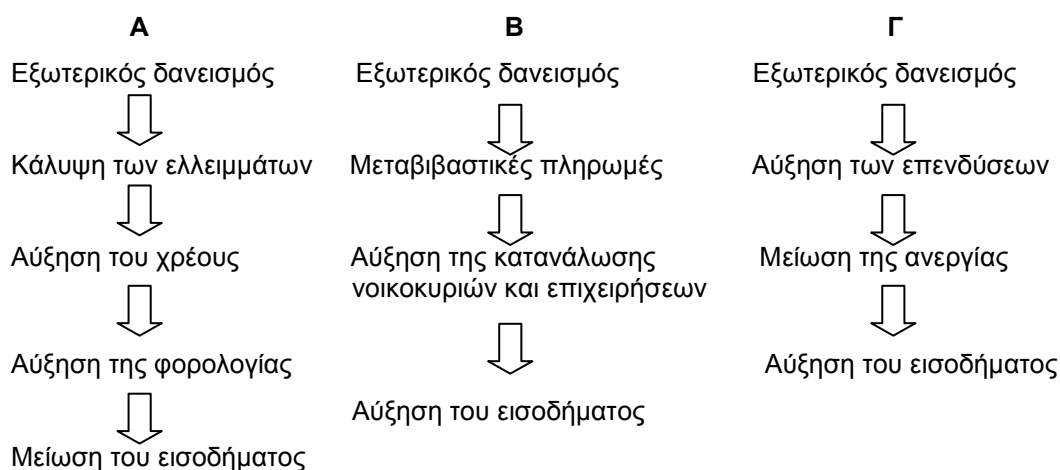 Α
Εξωτερικός δανεισμός
Κάλυψη των ελλειμμάτων
Αύξηση του χρέους
Αύξηση της φορολογίας
Μείωση του εισοδήματος
Β
Εξωτερικός δανεισμός
Μεταβιβαστικές πληρωμές
Αύξηση της κατανάλωσης
νοικοκυριών και επιχειρήσεων
Αύξηση του εισοδήματος
Γ
Εξωτερικός δανεισμός
Αύξηση των επενδύσεων
Μείωση της ανεργίας
Αύξηση του εισοδήματος